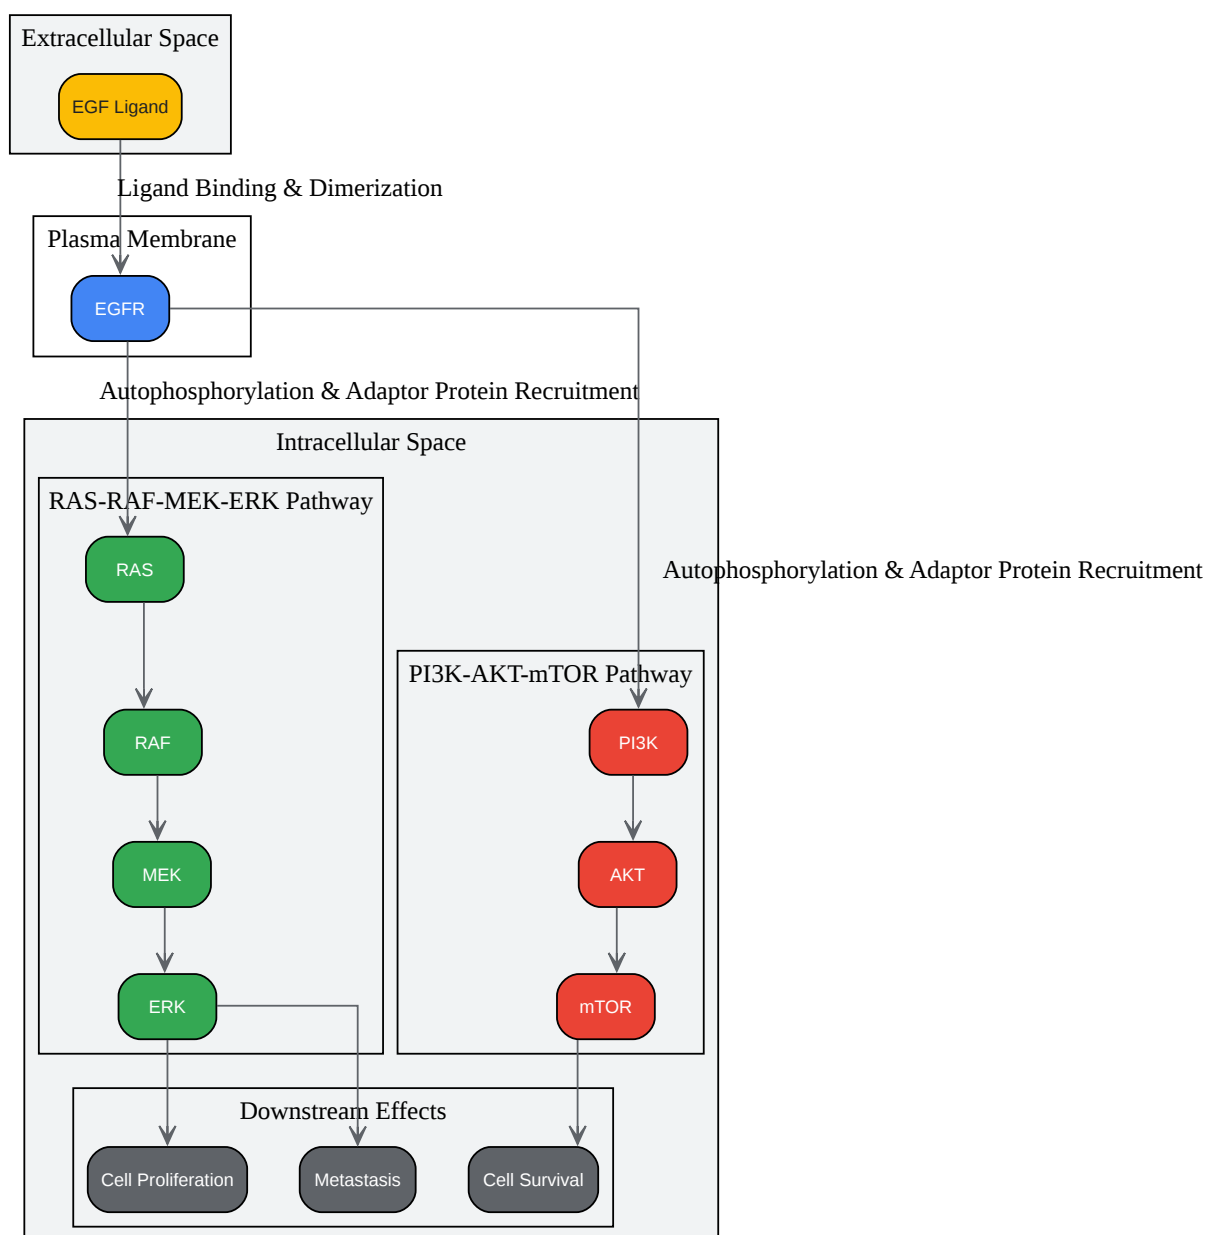 Extracellular Space
EGF Ligand
Ligand Binding & Dimerization
Plasma Membrane
EGFR
Autophosphorylation & Adaptor Protein Recruitment
Intracellular Space
RAS-RAF-MEK-ERK Pathway
RAS
Autophosphorylation & Adaptor Protein Recruitment
PI3K-AKT-mTOR Pathway
RAF
PI3K
MEK
AKT
ERK
mTOR
Downstream Effects
Cell Proliferation
Metastasis
Cell Survival